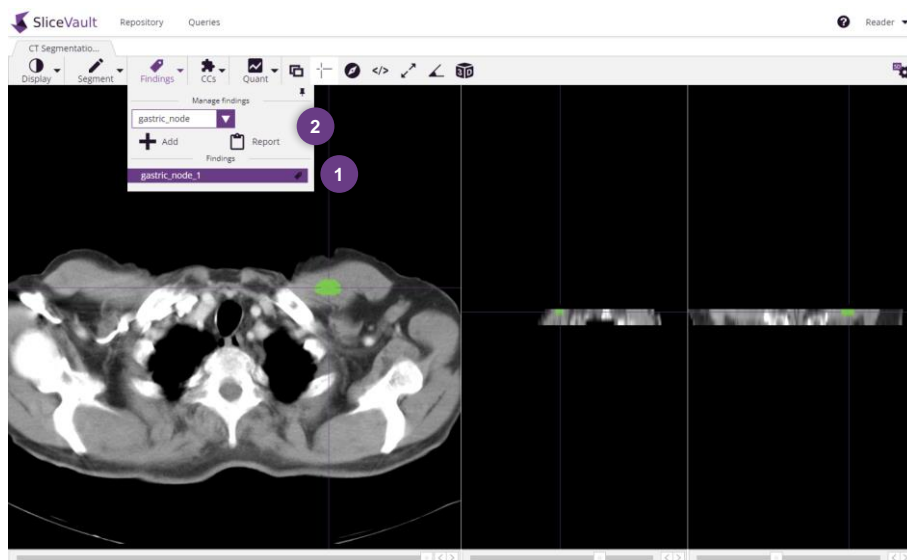 SliceVault Repository Queries Reader
CT Segmentatio...
Display Segment Findings CCs Quant </> 3D
Manage findings
gastric_node
2
Add Report
Findings
1
gastric_node_1